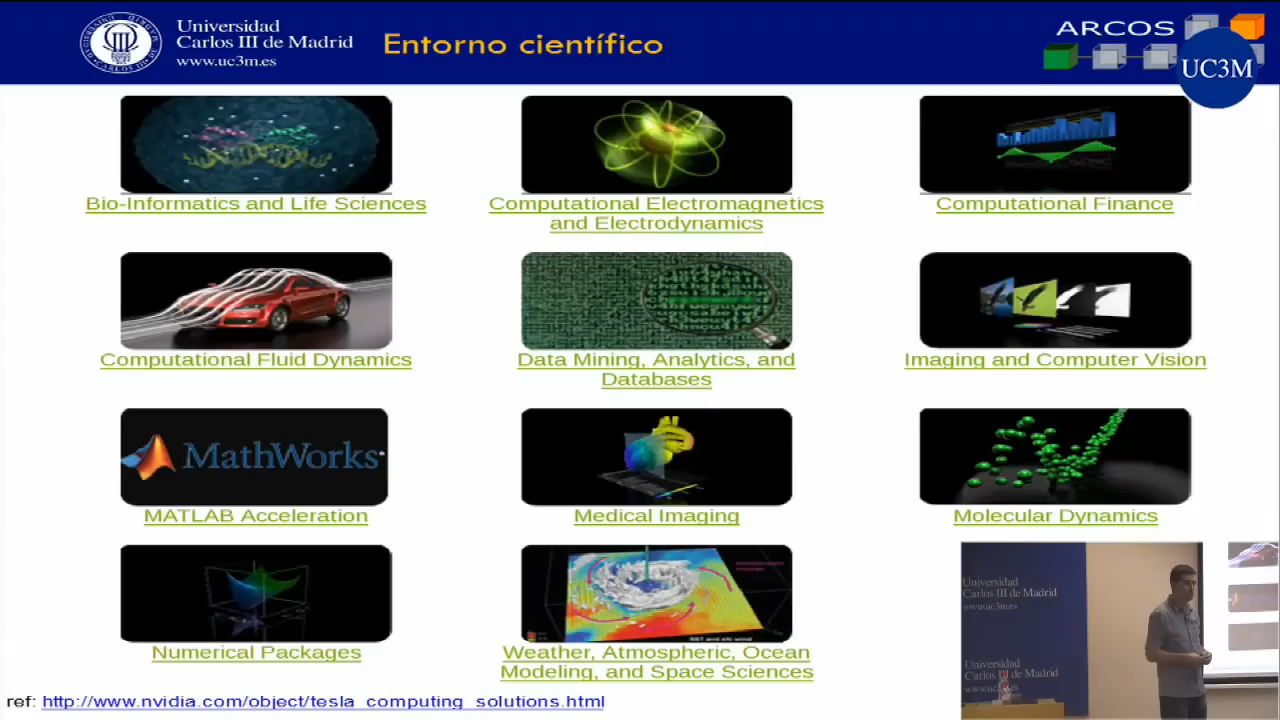 Universidad
Carlos III de Madrid
www.uc3m.es
Entorno científico
ARCOS
UC3M
Bio-Informatics and Life Sciences
Computational Electromagnetics
and Electrodynamics
Computational Finance
Computational Fluid Dynamics
Data Mining, Analytics, and
Databases
Imaging and Computer Vision
MathWorks
MATLAB Acceleration
Medical Imaging
Molecular Dynamics
Numerical Packages
Weather, Atmospheric, Ocean
Modeling, and Space Sciences
Universidad
Carlos III de Madrid
www.uc3m.es
Universidad
Carlos III de Madrid
www.uc3m.es
ref: http://www.nvidia.com/object/tesla_computing_solutions.html